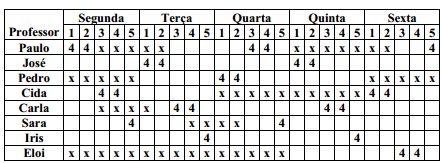 Segunda Terça Quarta Quinta Sexta
Professor 1 2 3 4 5 1 2 3 4 5 1 2 3 4 5 1 2 3 4 5 1 2 3 4 5
Paulo 4 4 x x x x x 4 4 x x x x x x x 4
José 4 4 4 4
Pedro x x x x x 4 4 x x x x x
Cida 4 4 x x x x x x x x x x 4 4
Carla x x x x 4 4 4 4
Sara 4 x x x x 4
Iris 4 4
Eloi x x x x x x x x x x x x x x x 4 4